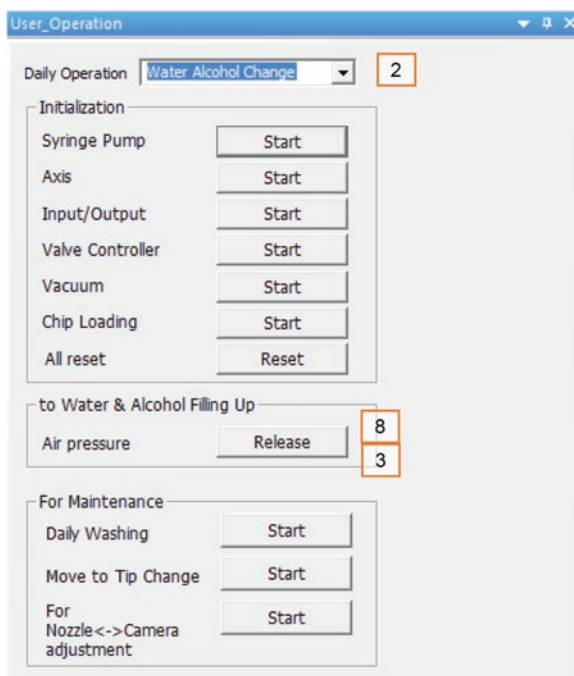 User_Operation
Daily Operation Water Alcohol Change 2
Initialization
Syringe Pump Start
Axis Start
Input/Output Start
Valve Controller Start
Vacuum Start
Chip Loading Start
All reset Reset
to Water & Alcohol Filling Up
8
Air pressure Release
3
For Maintenance
Daily Washing Start
Move to Tip Change Start
For
Nozzle<->Camera Start
adjustment